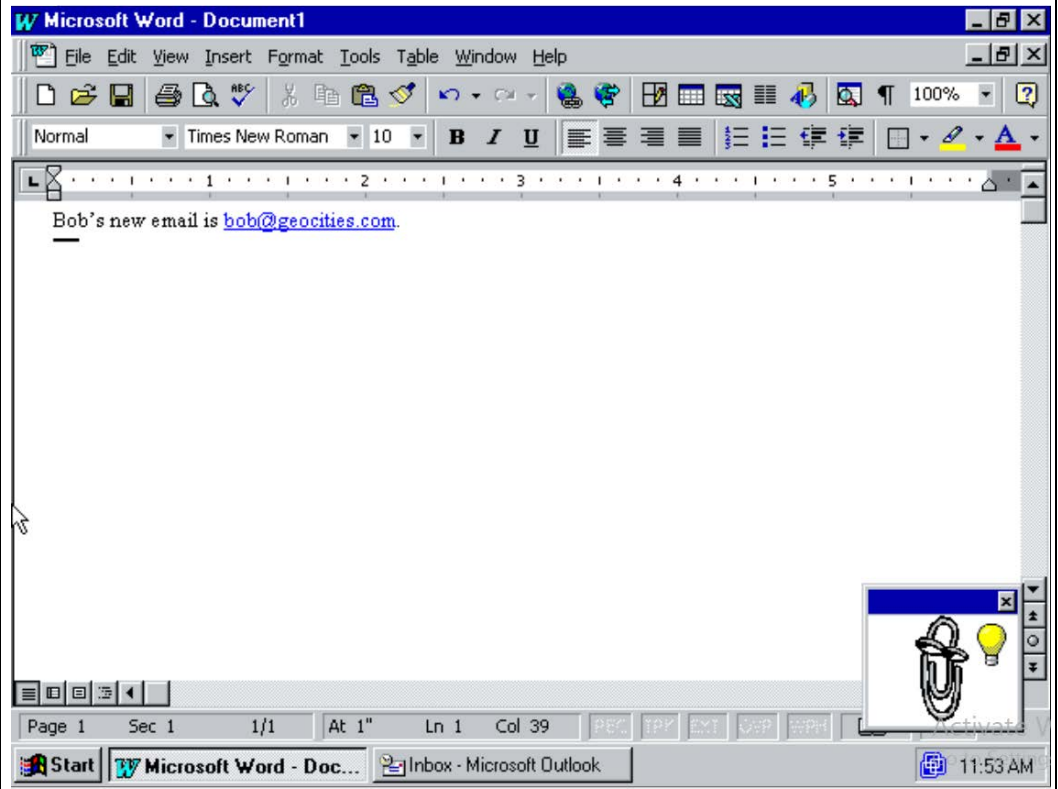 Microsoft Word - Document1
File Edit View Insert Format Tools Table Window Help
ABC 100%
Normal Times New Roman 10 B I U A
1 2 3 4 5
Bob's new email is bob@geocities.com.
Page 1 Sec 1 1/1 At 1" Ln 1 Col 39 REC TRK EXT OVR WPH
Activate
Start Microsoft Word - Doc... Inbox - Microsoft Outlook 11:53 AM